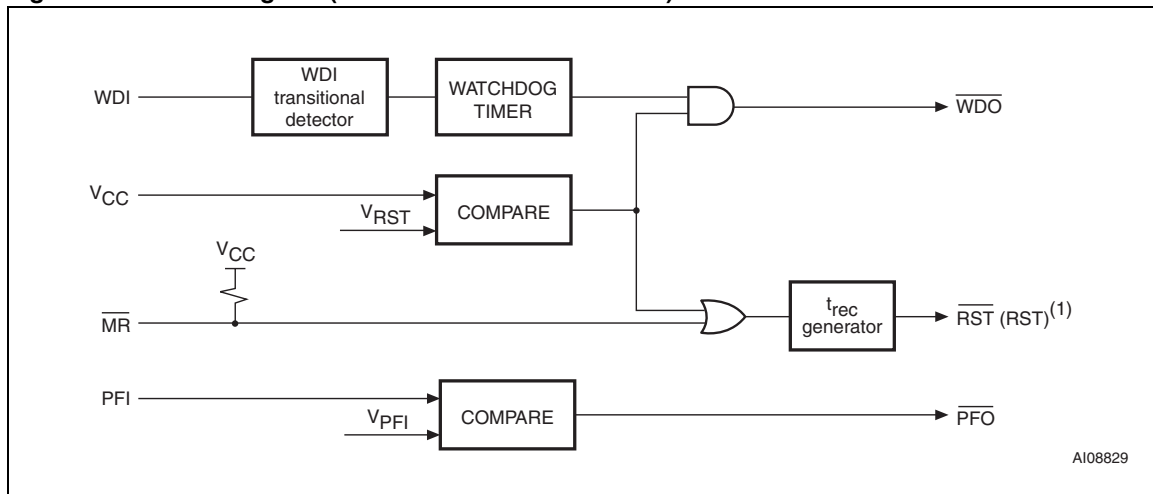 WDI
WDI
transitional
detector
WATCHDOG
TIMER
WDO
VCC
VRST
COMPARE
VCC
MR
trec
generator
RST (RST)(1)
PFI
VPFI
COMPARE
PFO
AI08829